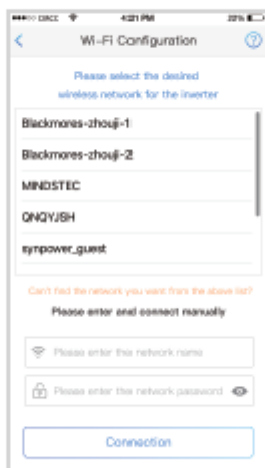 4:21 PM 22%
Wi-Fi Configuration
Please select the desired
wireless network for the inverter
Blackmores-zhouji-1
Blackmores-zhouji-2
MINDSTEC
QNQYJSH
synpower_guest
Can't find the network you want from the above list?
Please enter and connect manually
Please enter the network name
Please enter the network password
Connection